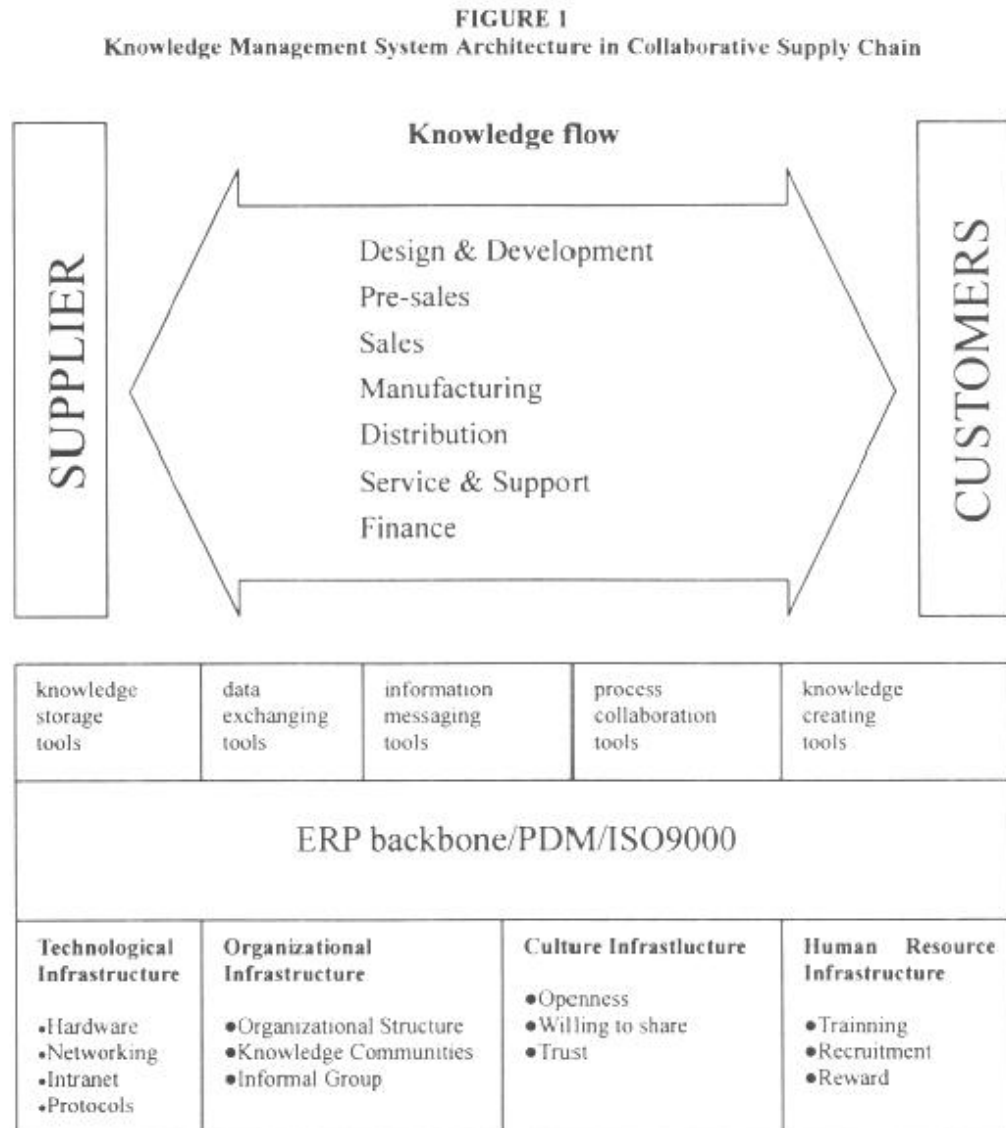 FIGURE 1
Knowledge Management System Architecture in Collaborative Supply Chain
Knowledge flow
SUPPLIER
Design & Development
Pre-sales
Sales
Manufacturing
Distribution
Service & Support
Finance
CUSTOMERS
knowledge
storage
tools
data
exchanging
tools
information
messaging
tools
process
collaboration
tools
knowledge
creating
tools
ERP backbone/PDM/ISO9000
Technological
Infrastructure
•Hardware
•Networking
•Intranet
•Protocols
Organizational
Infrastructure
●Organizational Structure
●Knowledge Communities
●Informal Group
Culture Infrastlucture
●Openness
●Willing to share
●Trust
Human Resource
Infrastructure
●Trainning
●Recruitment
●Reward